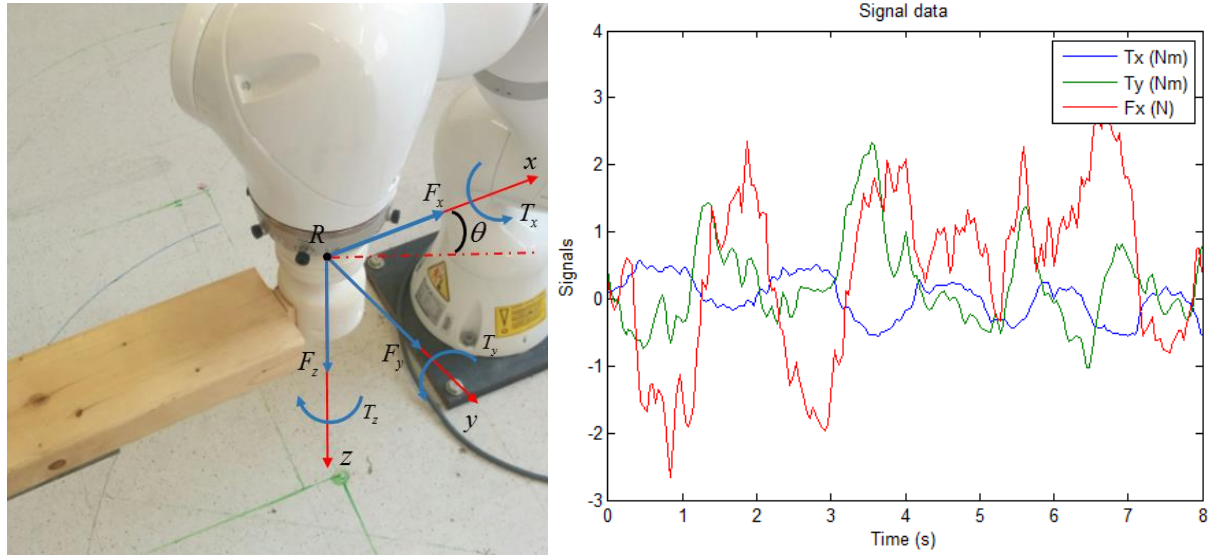 x
F_x
T_x
R
θ
F_z
F_y
T_y
T_z
y
z
Signal data
4
3
2
1
0
-1
-2
-3
Signals
Tx (Nm)
Ty (Nm)
Fx (N)
0 1 2 3 4 5 6 7 8
Time (s)